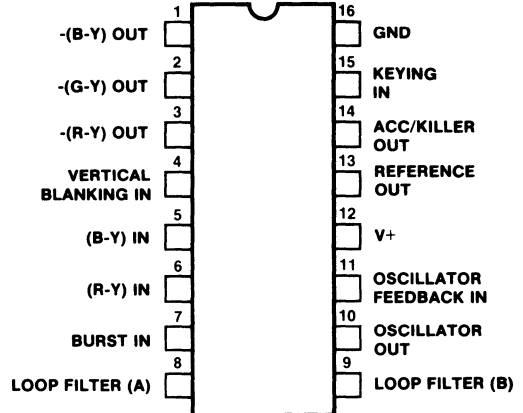 1
-(B-Y) OUT
2
-(G-Y) OUT
3
-(R-Y) OUT
4
VERTICAL
BLANKING IN
5
(B-Y) IN
6
(R-Y) IN
7
BURST IN
8
LOOP FILTER (A)
16
GND
15
KEYING
IN
14
ACC/KILLER
OUT
13
REFERENCE
OUT
12
V+
11
OSCILLATOR
FEEDBACK IN
10
OSCILLATOR
OUT
9
LOOP FILTER (B)